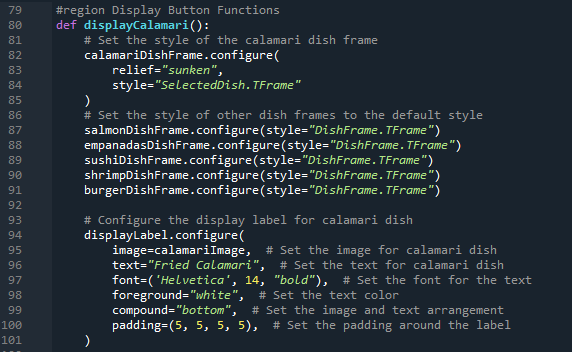 79 #region Display Button Functions
80 def displayCalamari():
81     # Set the style of the calamari dish frame
82     calamariDishFrame.configure(
83         relief="sunken",
84         style="SelectedDish.TFrame"
85     )
86     # Set the style of other dish frames to the default style
87     salmonDishFrame.configure(style="DishFrame.TFrame")
88     empanadasDishFrame.configure(style="DishFrame.TFrame")
89     sushiDishFrame.configure(style="DishFrame.TFrame")
90     shrimpDishFrame.configure(style="DishFrame.TFrame")
91     burgerDishFrame.configure(style="DishFrame.TFrame")
92
93     # Configure the display label for calamari dish
94     displayLabel.configure(
95         image=calamariImage,  # Set the image for calamari dish
96         text="Fried Calamari",  # Set the text for calamari dish
97         font=('Helvetica', 14, "bold"),  # Set the font for the text
98         foreground="white",  # Set the text color
99         compound="bottom",  # Set the image and text arrangement
100         padding=(5, 5, 5, 5),  # Set the padding around the label
101     )